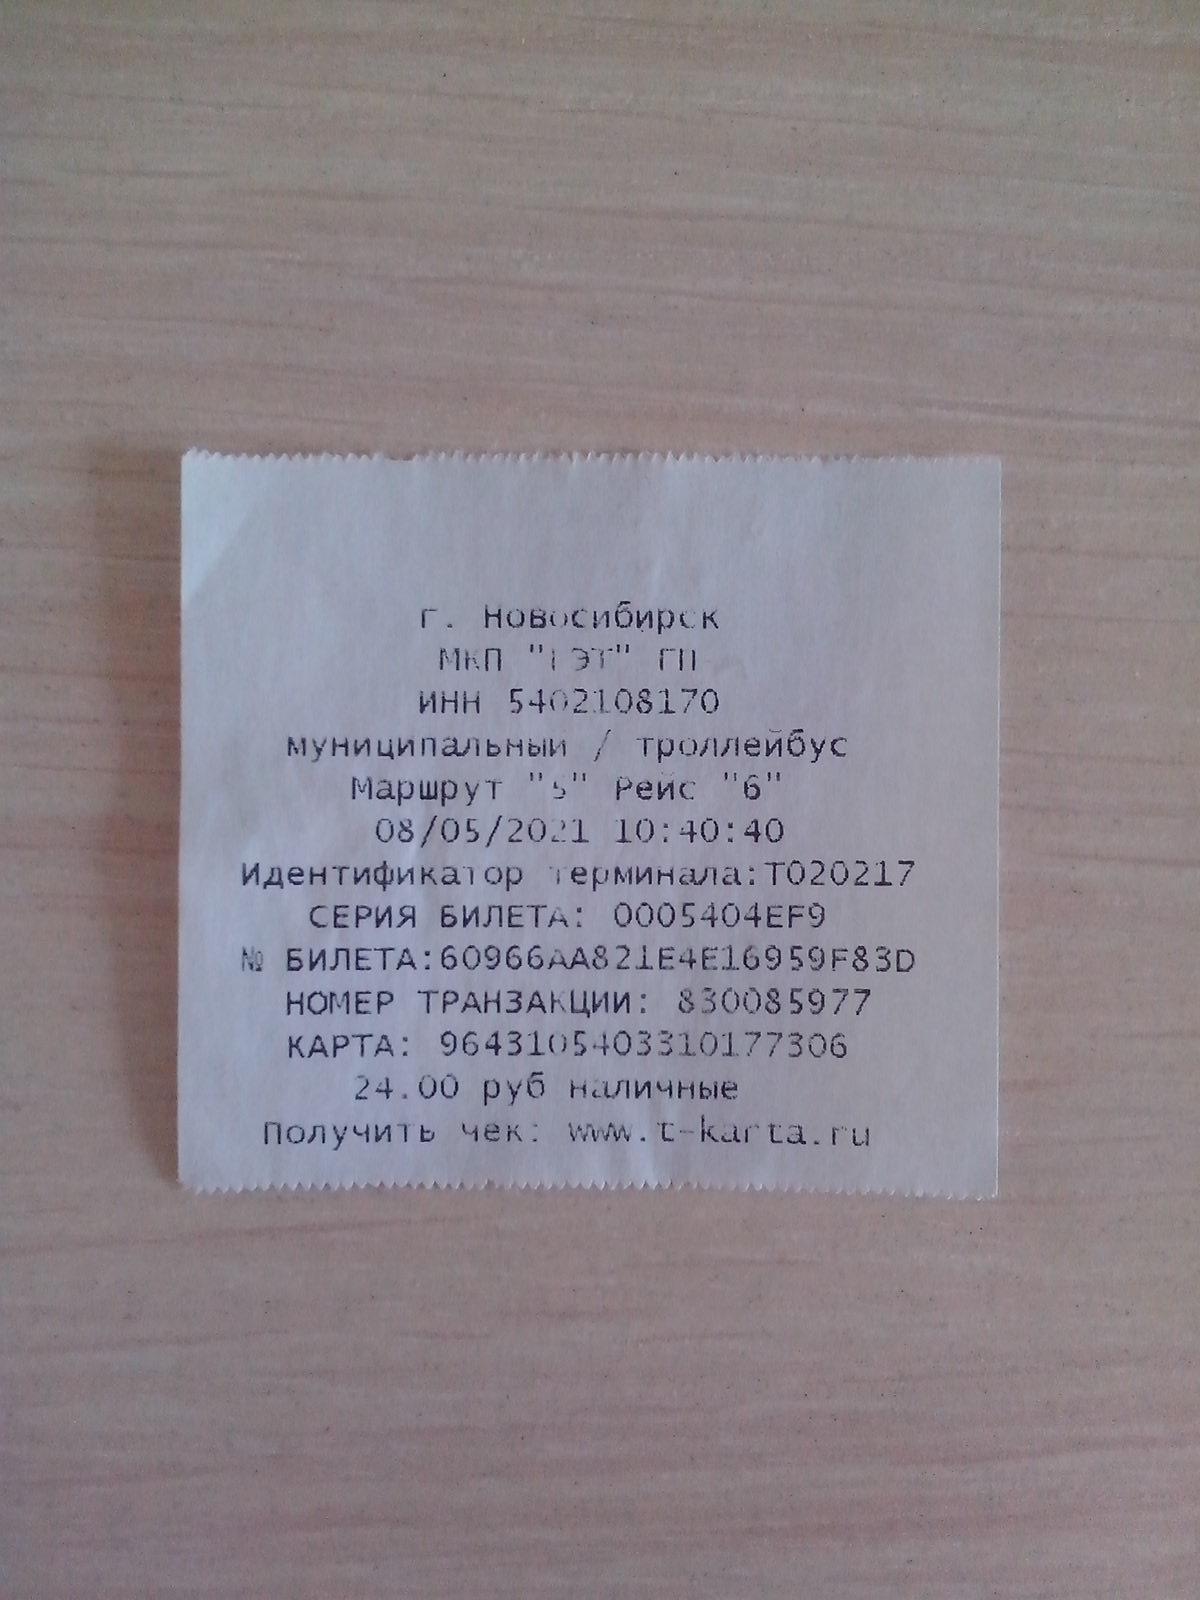 г. Новосибирск
МКП "ГЭТ" ГП
ИНН 5402108170
муниципальный / троллейбус
Маршрут "5" Рейс "6"
08/05/2021 10:40:40
Идентификатор терминала:Т020217
СЕРИЯ БИЛЕТА: 0005404EF9
№ БИЛЕТА:60966AA821E4E16959F83D
НОМЕР ТРАНЗАКЦИИ: 830085977
КАРТА: 9643105403310177306
24.00 руб наличные
Получить чек: www.t-karta.ru